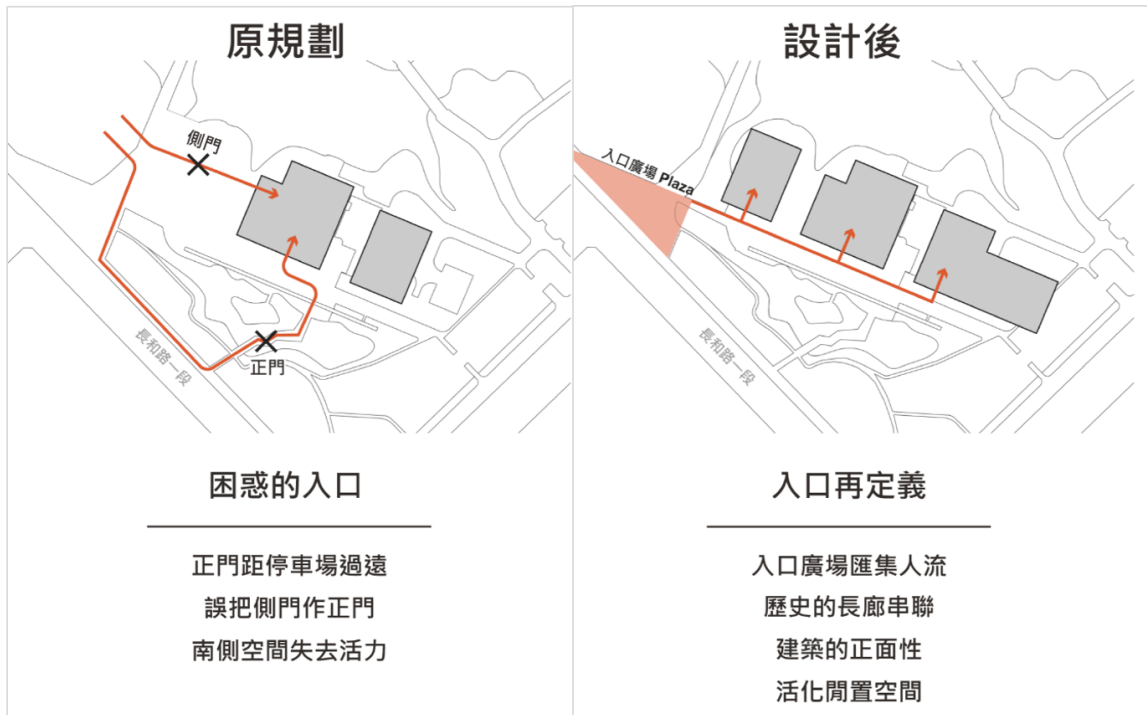 原規劃
側門
正門
長和路一段
困惑的入口
正門距停車場過遠
誤把側門作正門
南側空間失去活力
設計後
入口廣場 Plaza
長和路一段
入口再定義
入口廣場匯集人流
歷史的長廊串聯
建築的正面性
活化閒置空間